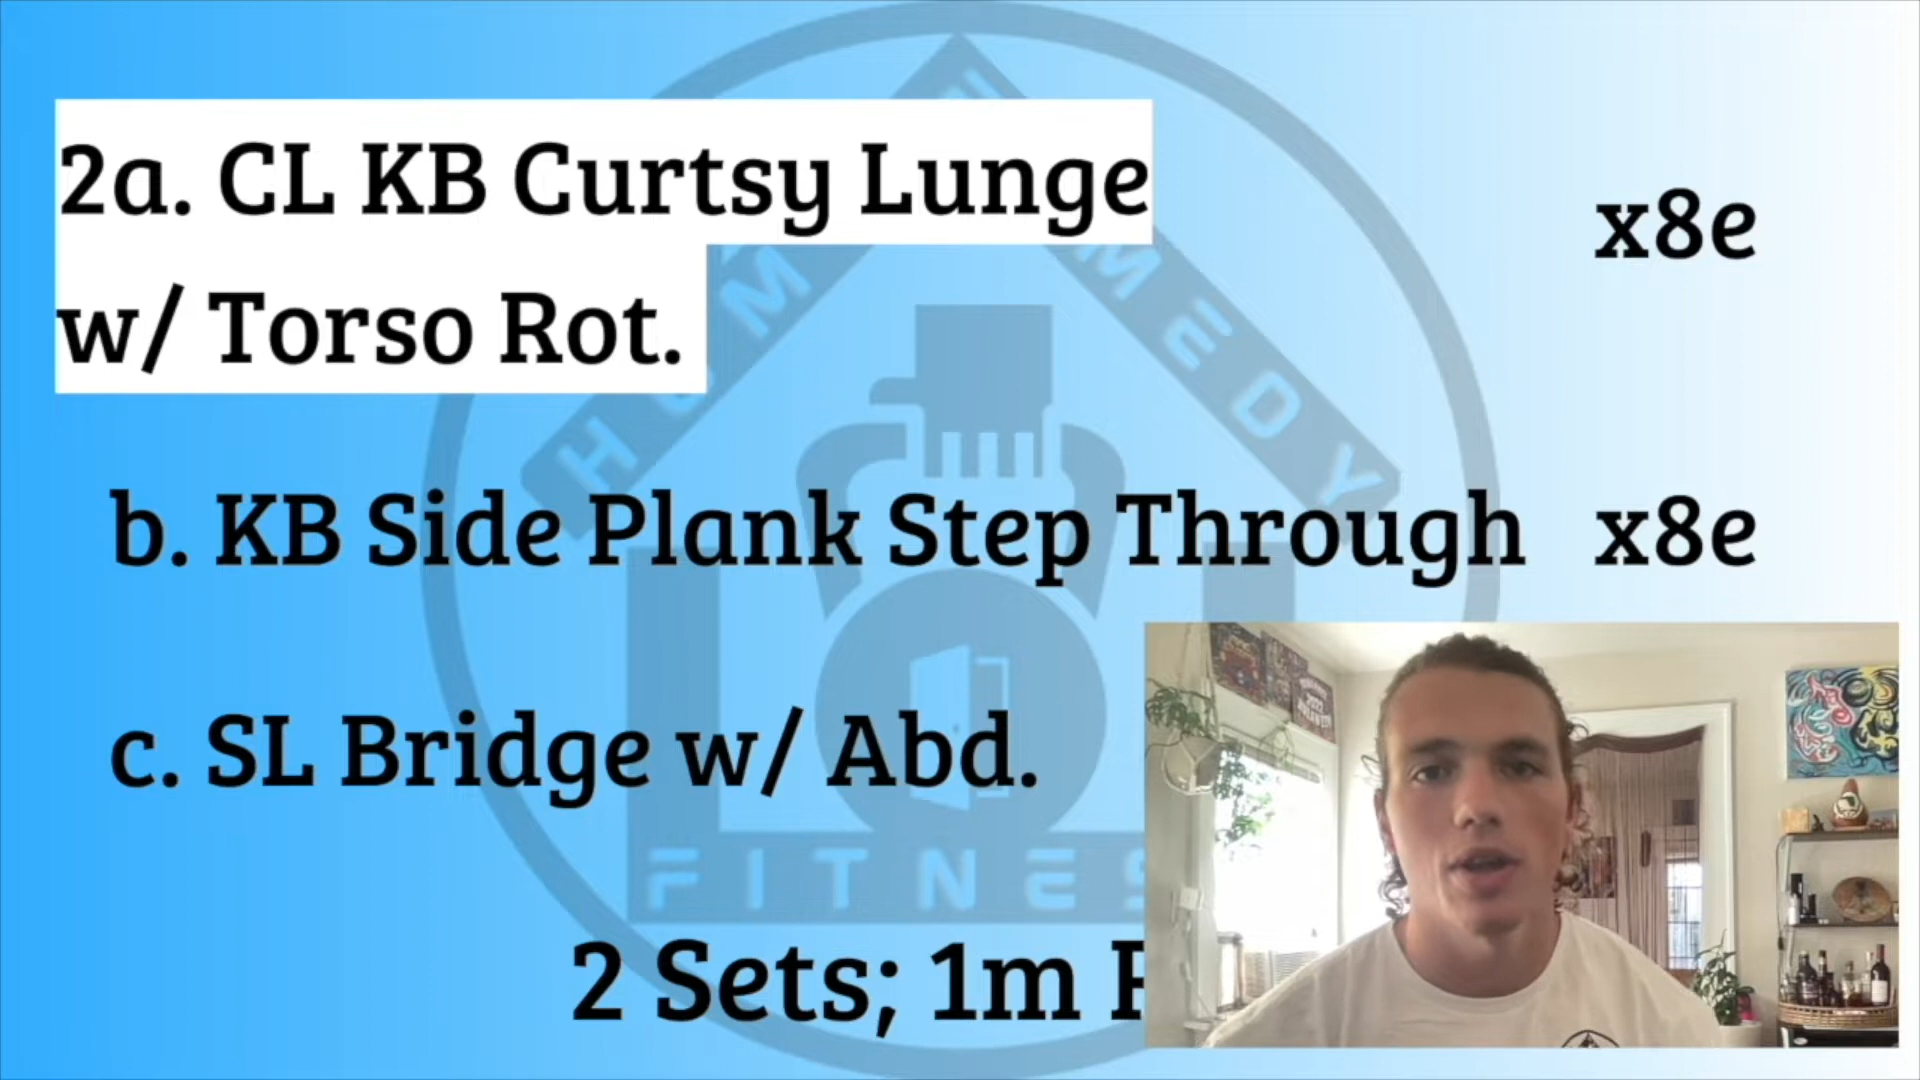 2a. CL KB Curtsy Lunge
w/ Torso Rot.
x8e
b. KB Side Plank Step Through x8e
c. SL Bridge w/ Abd.
2 Sets; 1m
FITNES